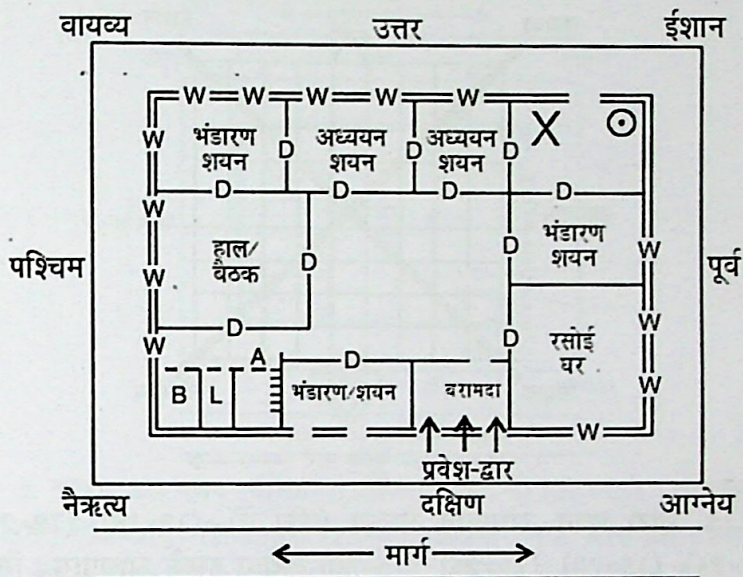 वायव्य उत्तर ईशान
W W W W W
W भंडारण अध्ययन अध्ययन X
शयन D शयन D शयन D
D D D D
W
हाल/ D भंडारण W
पश्चिम बैठक D शयन पूर्व
W
D D रसोई W
W A D घर
B L भंडारण/शयन बरामदा W
W
प्रवेश-द्वार
नैऋत्य दक्षिण आग्नेय
मार्ग